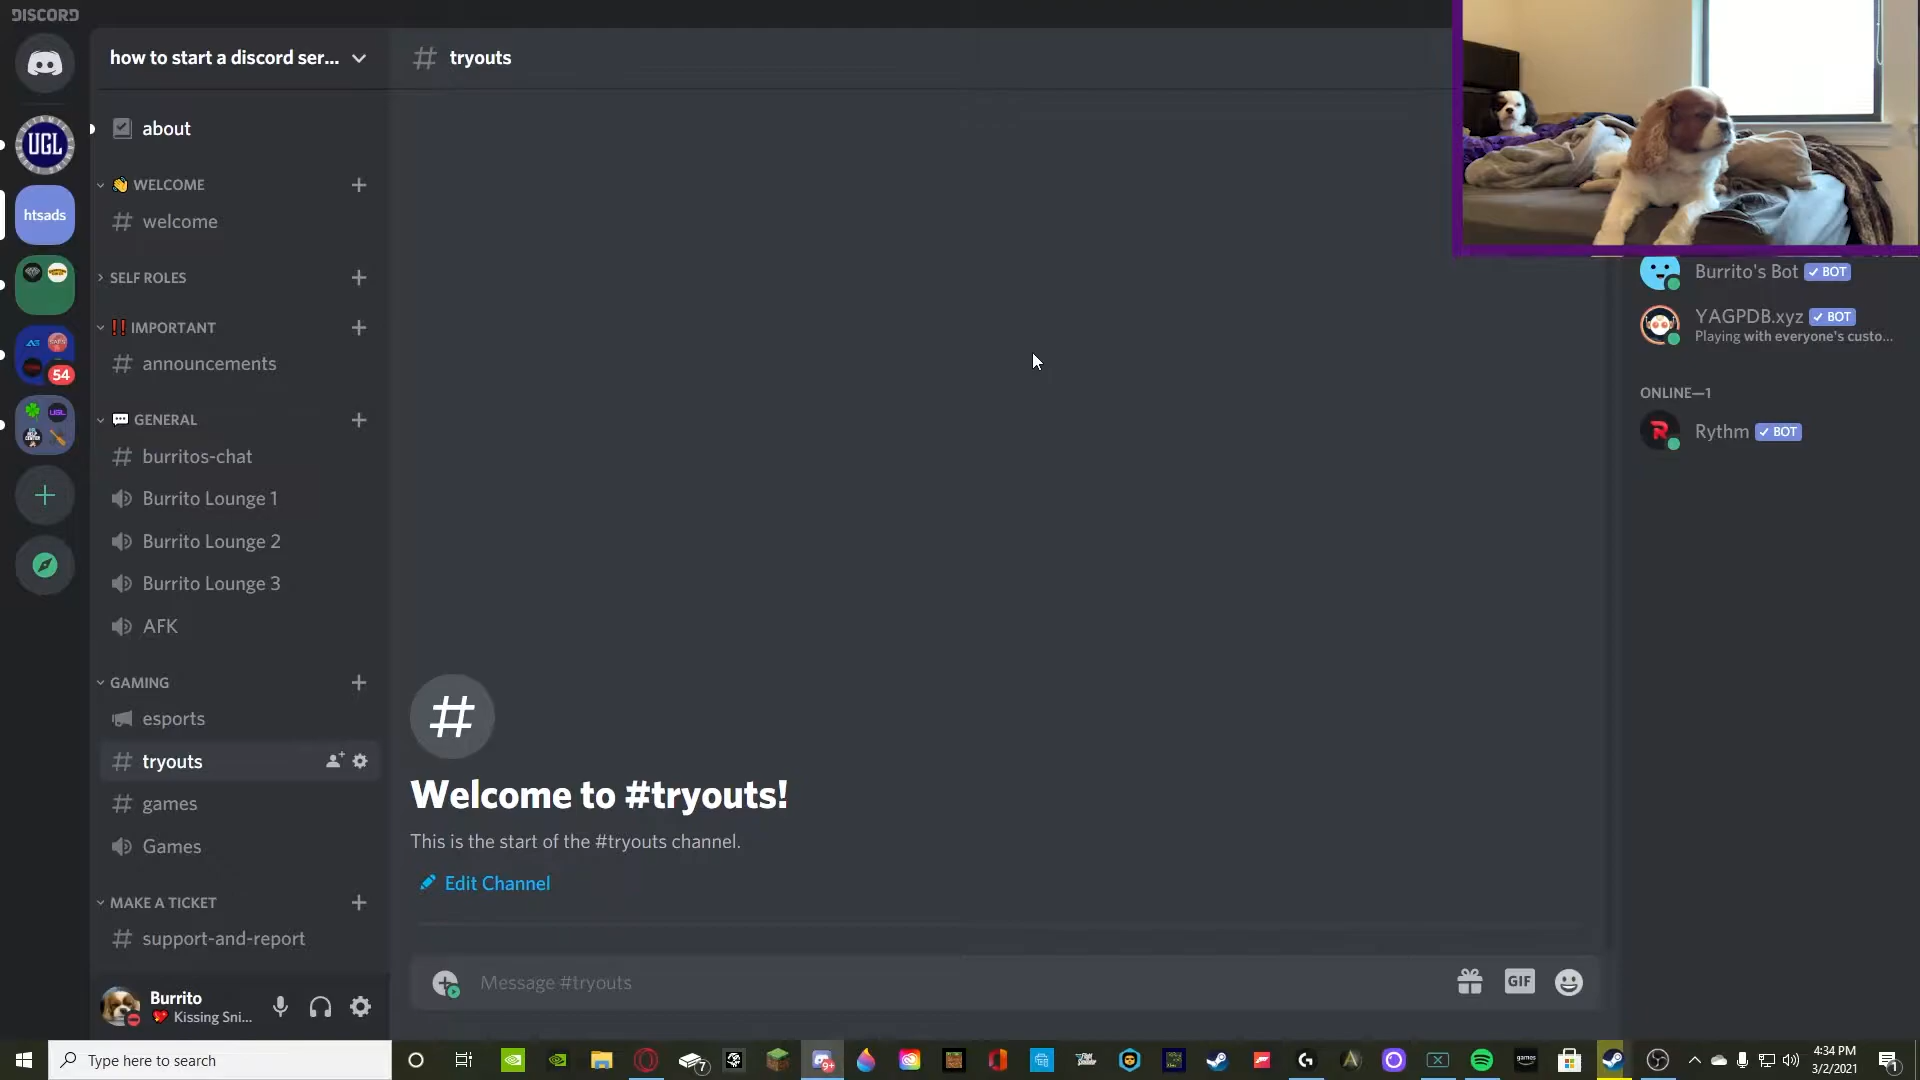 DISCORD
how to start a discord ser...
tryouts
about
UGL
WELCOME
htsads
welcome
SELF ROLES
Burrito's Bot
BOT
YAGPDB.xyz
BOT
Playing with everyone's custo...
IMPORTANT
announcements
54
ONLINE—1
Rythm
BOT
GENERAL
burritos-chat
Burrito Lounge 1
Burrito Lounge 2
Burrito Lounge 3
AFK
GAMING
esports
tryouts
games
Games
Welcome to #tryouts!
This is the start of the #tryouts channel.
Edit Channel
MAKE A TICKET
support-and-report
Message #tryouts
GIF
Burrito
Kissing Sni...
Type here to search
7
9+
4:34 PM
3/2/2021
1